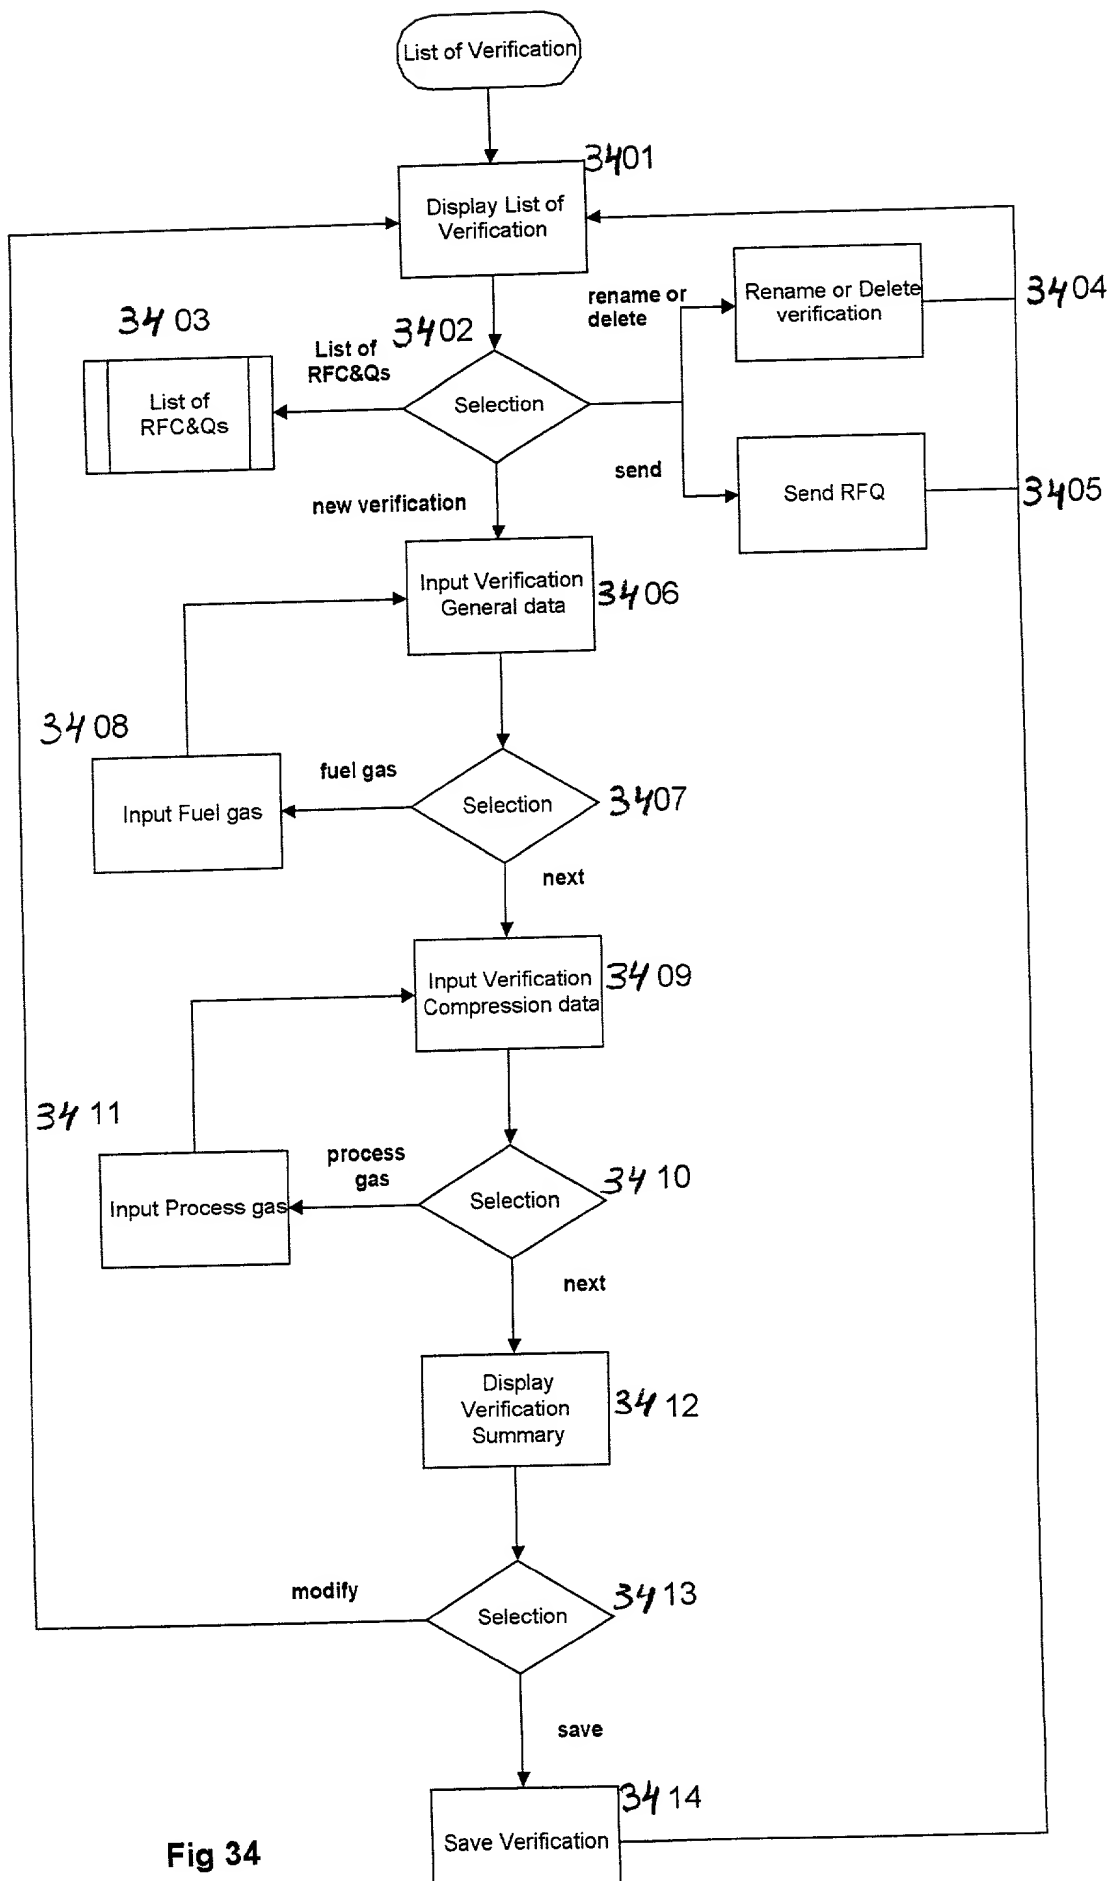 List of Verification
3401
Display List of
Verification
rename or
delete
Rename or Delete
verification
3404
3403
3402
List of
RFC&Qs
List of
RFC&Qs
Selection
send
Send RFQ
3405
new verification
Input Verification
General data
3406
3408
fuel gas
Input Fuel gas
Selection
3407
next
Input Verification
Compression data
3409
3411
process
gas
Input Process gas
Selection
3410
next
Display
Verification
Summary
3412
modify
Selection
3413
save
3414
Save Verification
Fig 34